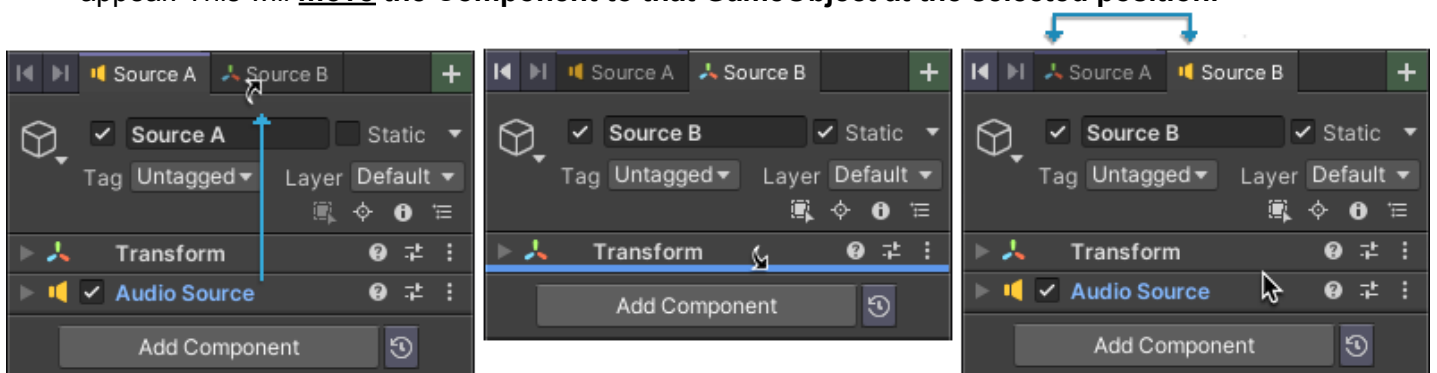 appear. This will move the Component to that GameObject at the selected position.
Source A Source B +
Source A Static
Tag Untagged Layer Default
Transform
Audio Source
Add Component
Source A Source B +
Source B Static
Tag Untagged Layer Default
Transform
Add Component
Source A Source B +
Source B Static
Tag Untagged Layer Default
Transform
Audio Source
Add Component